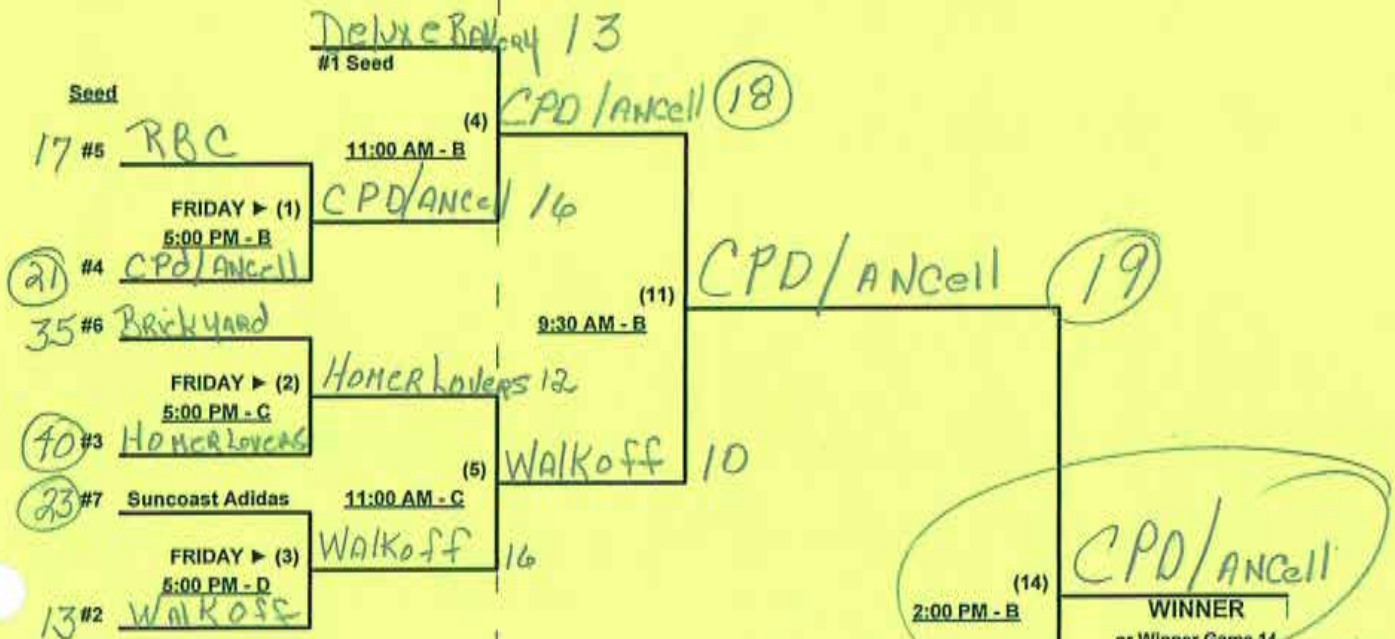 Deluxe Bakery 13
#1 Seed
Seed
CPD/ANCell 18
(4)
17 #5 RBC
11:00 AM - B
FRIDAY ► (1) CPD/ANCell 16
5:00 PM - B
21 #4 CPd/ANCell
CPD/ANCell 19
(11)
35 #6 BRickYARd
9:30 AM - B
FRIDAY ► (2) HOMER Lovers 12
5:00 PM - C
40 #3 HOMER LOVERS
(5) WAlKoff 10
23 #7 Suncoast Adidas 11:00 AM - C
FRIDAY ► (3) WAlKoff 16
5:00 PM - D
13 #2 WAlKOff
(14) CPD/ANCell
2:00 PM - B WINNER
or Winner Game 14